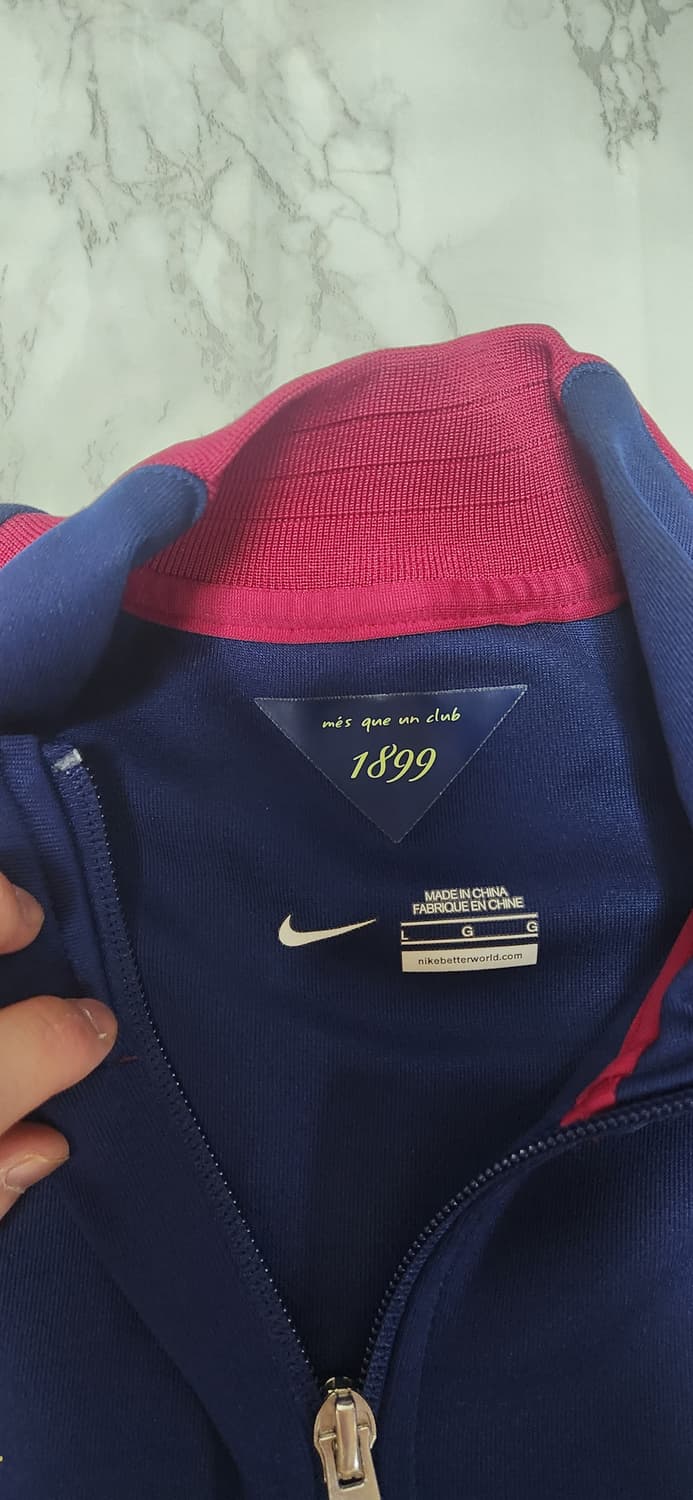 més que un club
1899
MADE IN CHINA
FABRIQUE EN CHINE
L G G
nikebetterworld.com